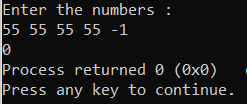 Enter the numbers :
55 55 55 55 -1
0
Process returned 0 (0x0)
Press any key to continue.